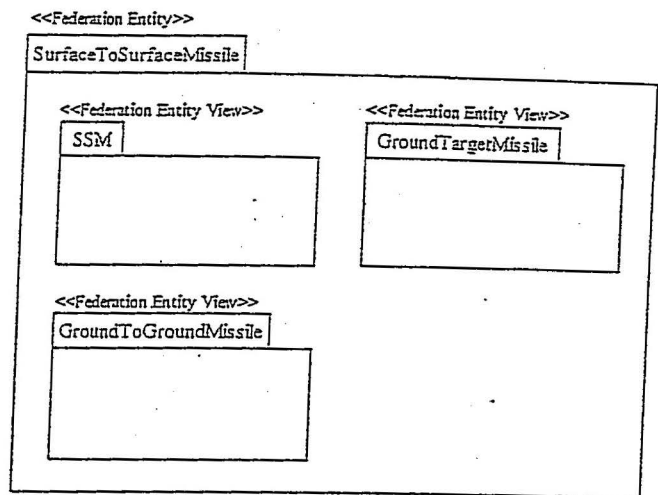 <<Federation Entity>>
SurfaceToSurfaceMissile
<<Federation Entity View>>
SSM
<<Federation Entity View>>
GroundTargetMissile
<<Federation Entity View>>
GroundToGroundMissile